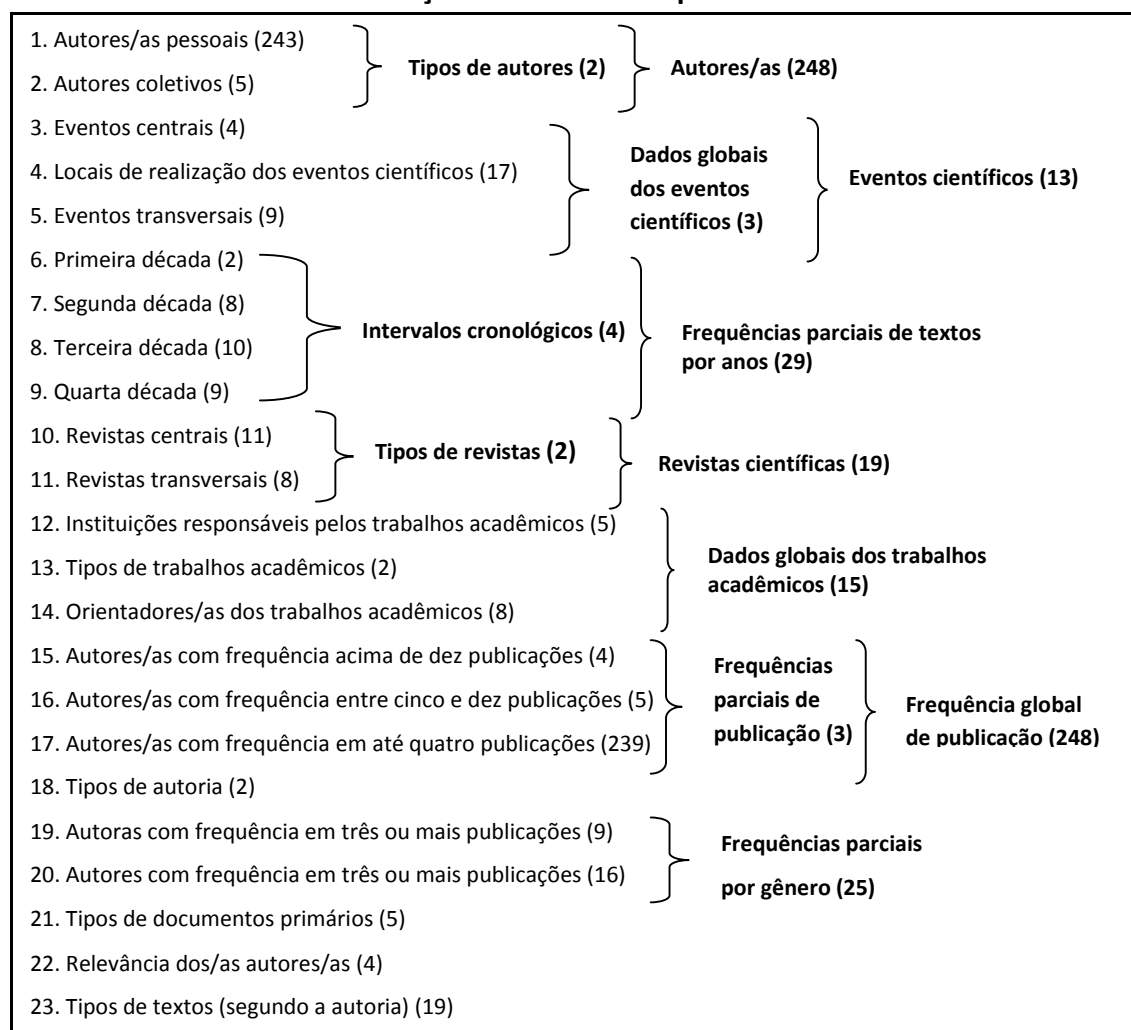 1. Autores/as pessoais (243)
2. Autores coletivos (5)
Tipos de autores (2)
Autores/as (248)
3. Eventos centrais (4)
4. Locais de realização dos eventos científicos (17)
5. Eventos transversais (9)
Dados globais
dos eventos
científicos (3)
Eventos científicos (13)
6. Primeira década (2)
7. Segunda década (8)
8. Terceira década (10)
9. Quarta década (9)
Intervalos cronológicos (4)
Frequências parciais de textos
por anos (29)
10. Revistas centrais (11)
11. Revistas transversais (8)
Tipos de revistas (2)
Revistas científicas (19)
12. Instituições responsáveis pelos trabalhos acadêmicos (5)
13. Tipos de trabalhos acadêmicos (2)
14. Orientadores/as dos trabalhos acadêmicos (8)
Dados globais dos trabalhos
acadêmicos (15)
15. Autores/as com frequência acima de dez publicações (4)
16. Autores/as com frequência entre cinco e dez publicações (5)
17. Autores/as com frequência em até quatro publicações (239)
Frequências
parciais de
publicação (3)
Frequência global
de publicação (248)
18. Tipos de autoria (2)
19. Autoras com frequência em três ou mais publicações (9)
20. Autores com frequência em três ou mais publicações (16)
Frequências parciais
por gênero (25)
21. Tipos de documentos primários (5)
22. Relevância dos/as autores/as (4)
23. Tipos de textos (segundo a autoria) (19)